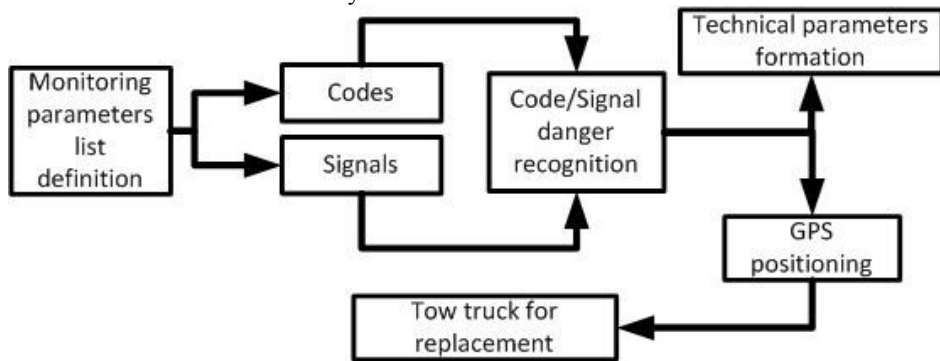 Monitoring
parameters
list
definition
Codes
Signals
Code/Signal
danger
recognition
Technical parameters
formation
GPS
positioning
Tow truck for
replacement